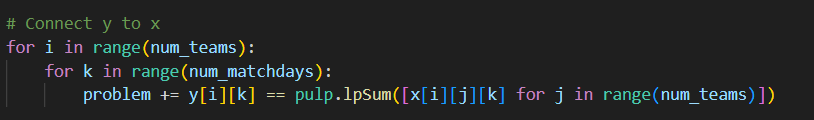 # Connect y to x
for i in range(num_teams):
    for k in range(num_matchdays):
        problem += y[i][k] == pulp.lpSum([x[i][j][k] for j in range(num_teams)])